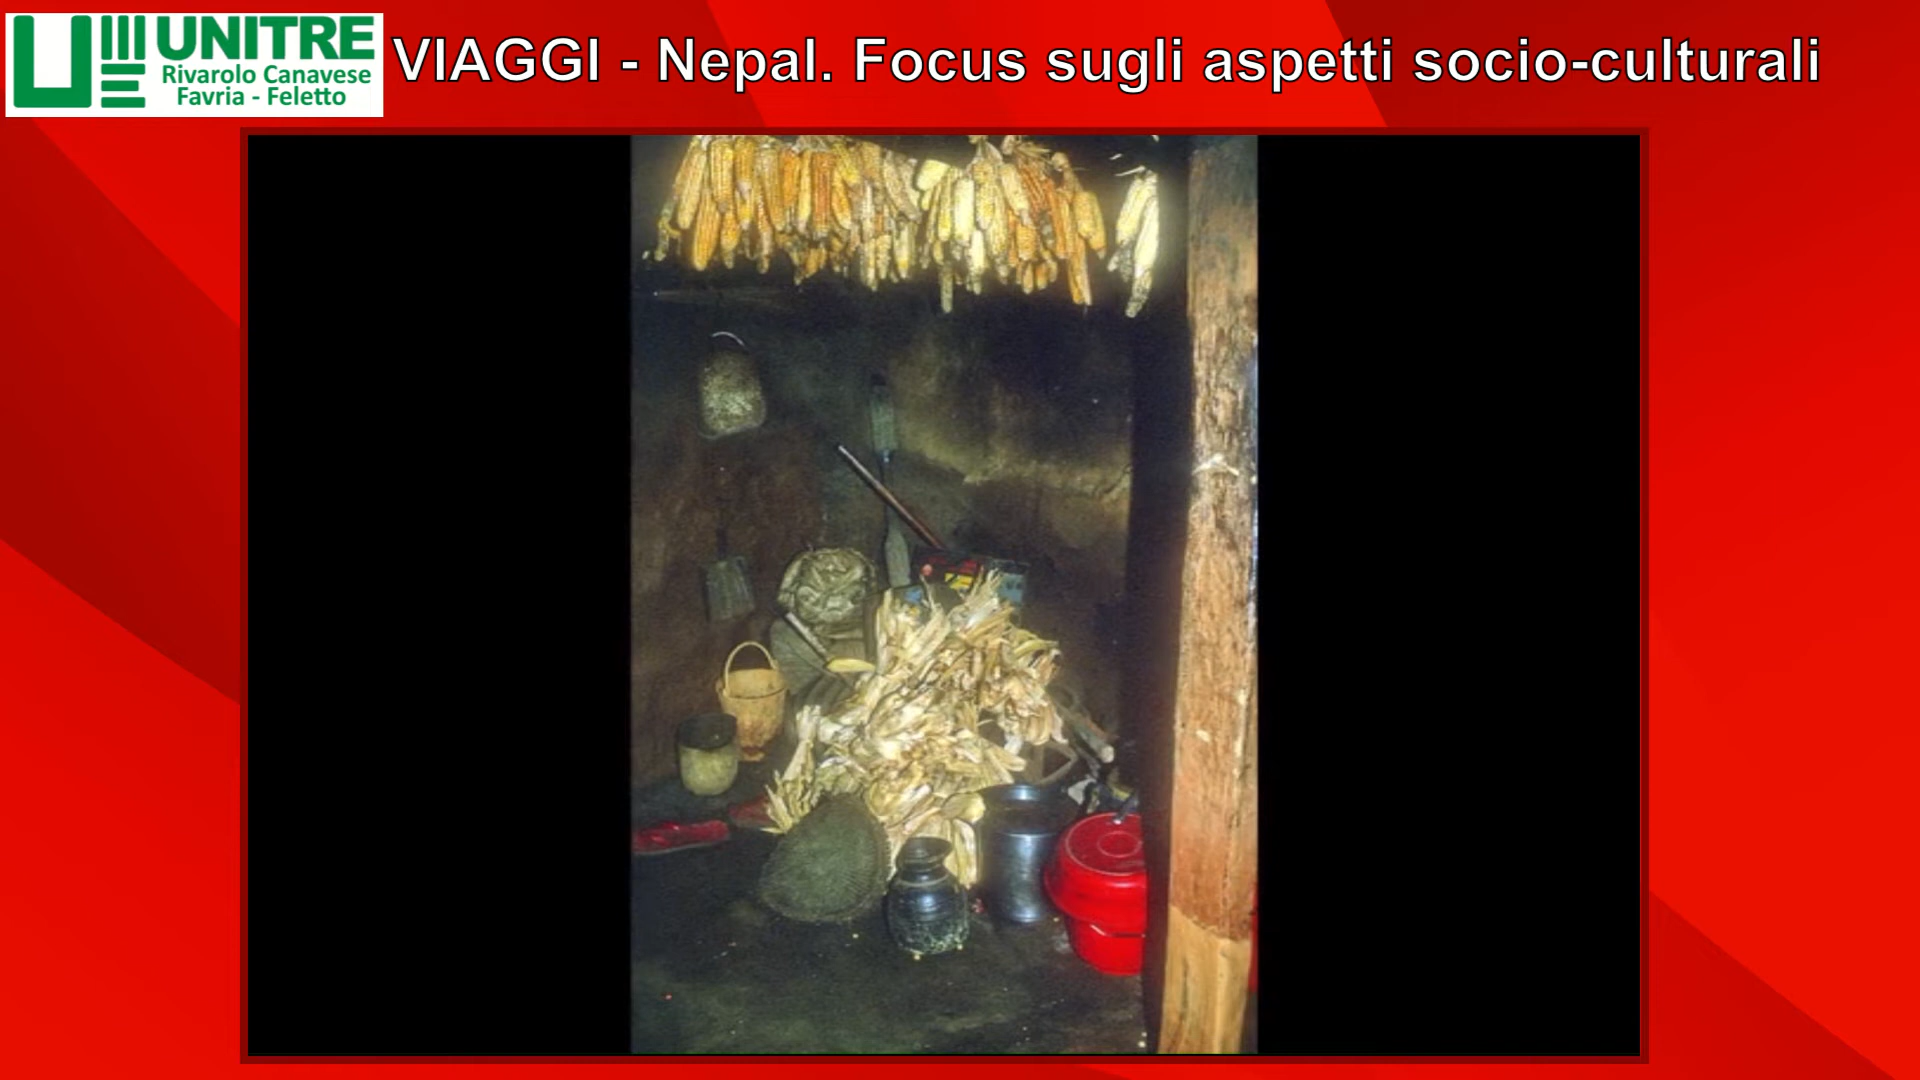 UNITRE
Rivarolo Canavese
Favria - Feletto
VIAGGI - Nepal. Focus sugli aspetti socio-culturali